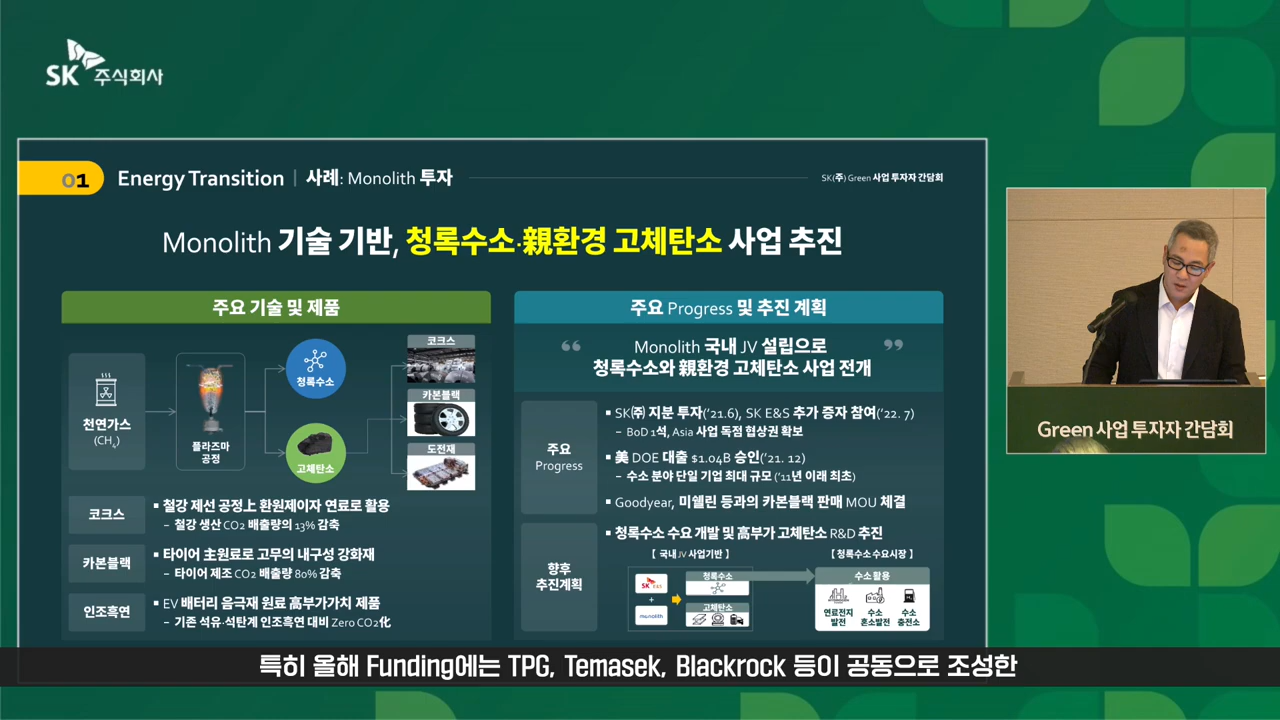 SK 주식회사
01 Energy Transition | 사례: Monolith 투자
SK(주) Green 사업 투자자 간담회
Monolith 기술 기반, 청록수소·親환경 고체탄소 사업 추진
주요 기술 및 제품
천연가스
(CH₄)
플라즈마
공정
청록수소
고체탄소
코크스
카본블랙
도전재
코크스
▪ 철강 제선 공정上 환원제이자 연료로 활용
– 철강 생산 CO2 배출량의 13% 감축
카본블랙
▪ 타이어 主원료로 고무의 내구성 강화재
– 타이어 제조 CO2 배출량 80% 감축
인조흑연
▪ EV 배터리 음극재 원료 高부가가치 제품
– 기존 석유·석탄계 인조흑연 대비 Zero CO2化
주요 Progress 및 추진 계획
“ Monolith 국내 JV 설립으로 ”
청록수소와 親환경 고체탄소 사업 전개
주요
Progress
▪ SK㈜ 지분 투자(’21.6), SK E&S 추가 증자 참여(’22. 7)
– BoD 1석, Asia 사업 독점 협상권 확보
▪ 美 DOE 대출 $1.04B 승인(’21. 12)
– 수소 분야 단일 기업 최대 규모 (’11년 이래 최초)
▪ Goodyear, 미쉘린 등과의 카본블랙 판매 MOU 체결
향후
추진계획
▪ 청록수소 수요 개발 및 高부가 고체탄소 R&D 추진
[ 국내 JV 사업기반 ]
[ 청록수소 수요시장 ]
SK E&S
+
monolith
청록수소
고체탄소
수소 활용
연료전지
발전
수소
혼소발전
수소
충전소
Green 사업 투자자 간담회
특히 올해 Funding에는 TPG, Temasek, Blackrock 등이 공동으로 조성한